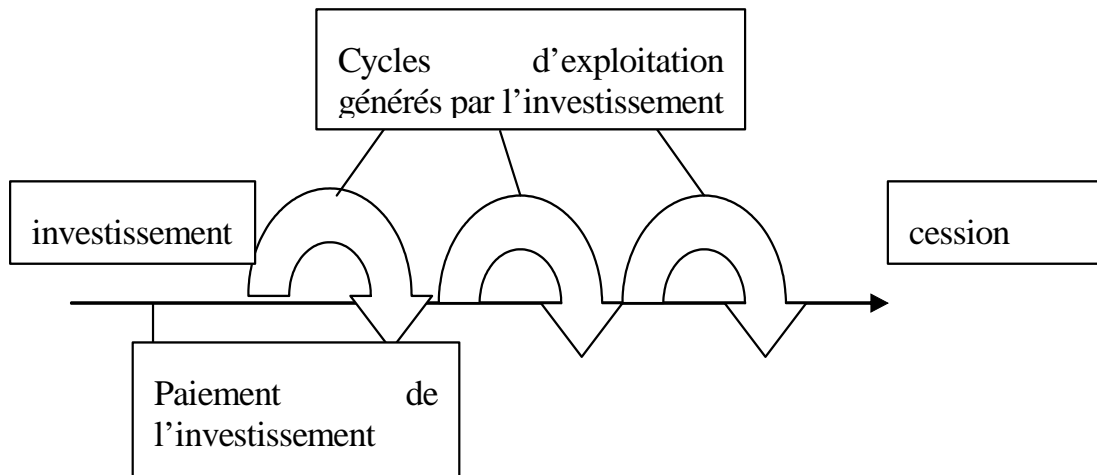 Cycles d’exploitation
générés par l’investissement
investissement
cession
Paiement de
l’investissement